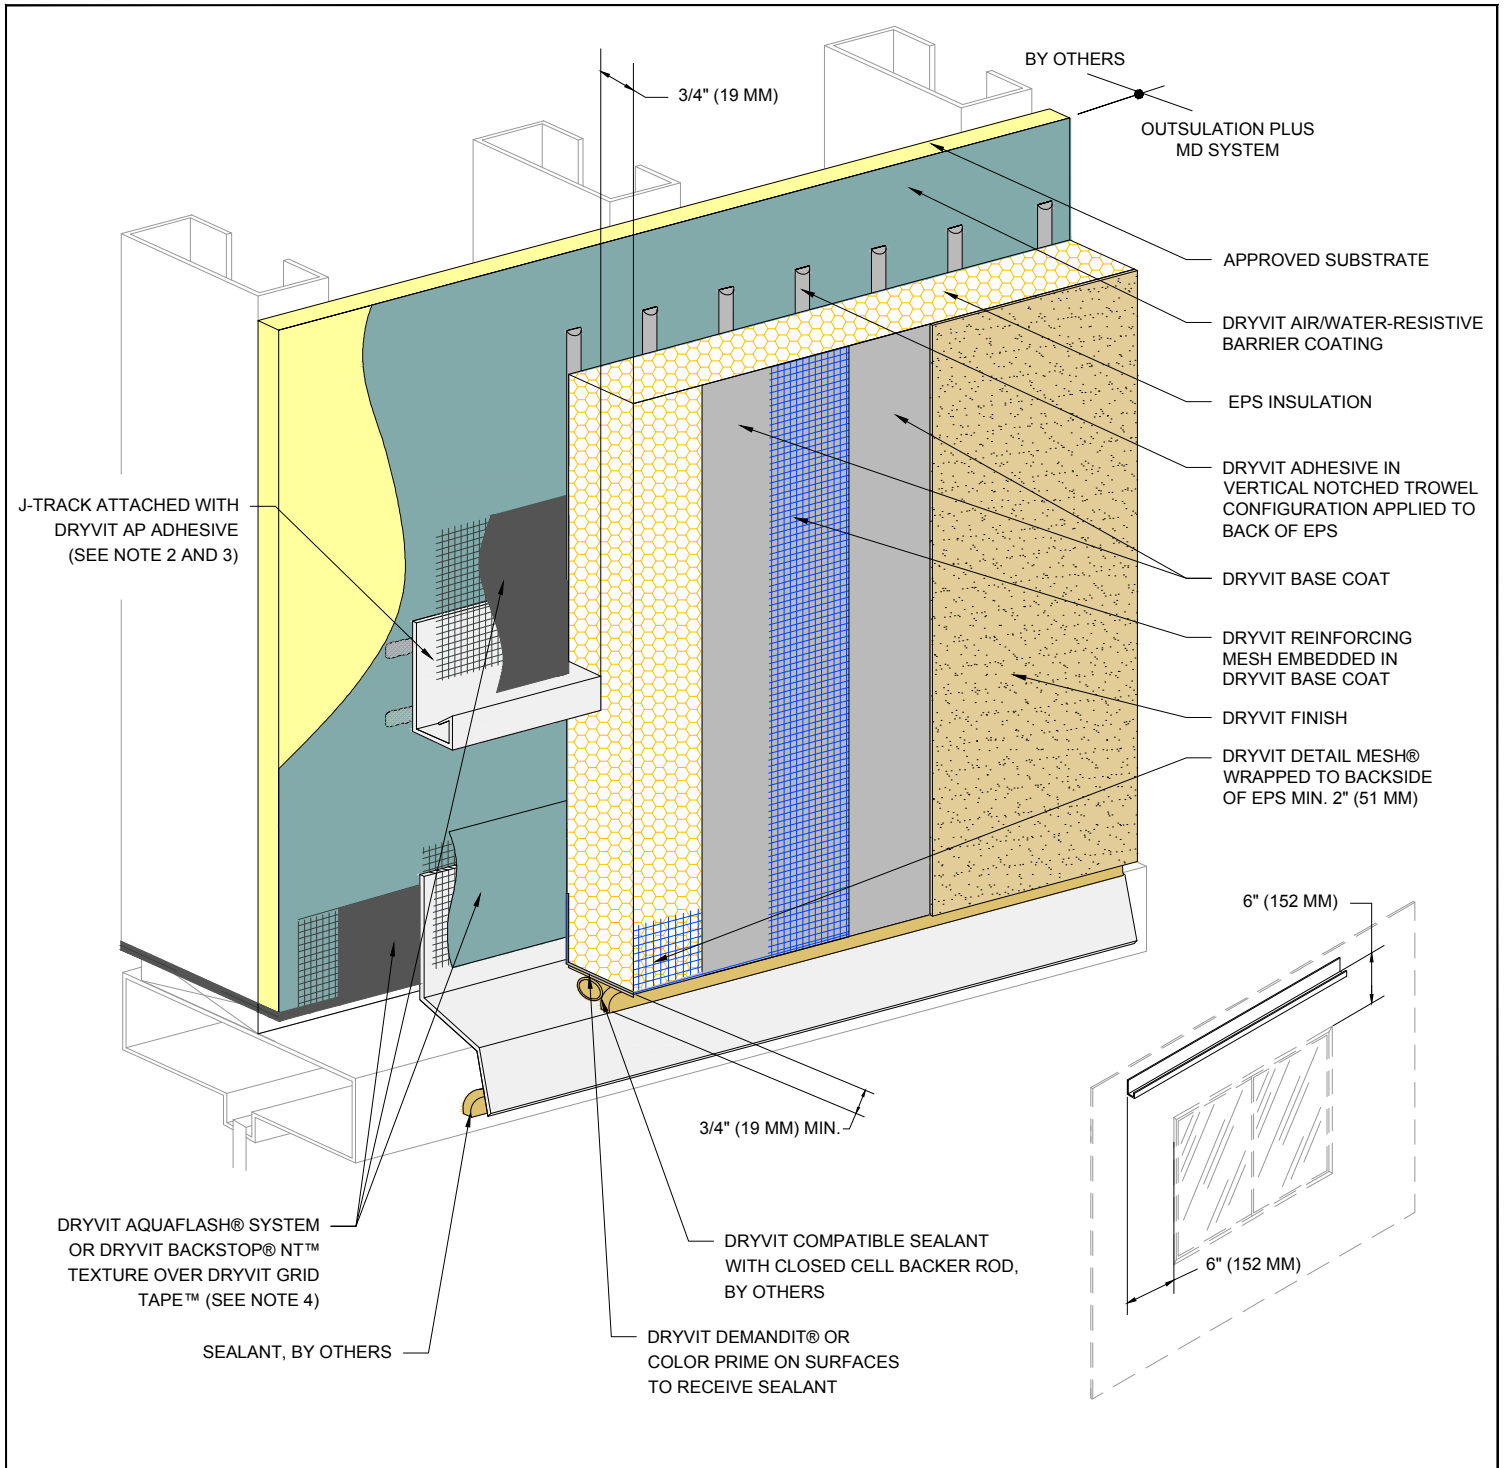 BY OTHERS
3/4" (19 MM)
OUTSULATION PLUS
MD SYSTEM
APPROVED SUBSTRATE
DRYVIT AIR/WATER-RESISTIVE
BARRIER COATING
EPS INSULATION
DRYVIT ADHESIVE IN
VERTICAL NOTCHED TROWEL
CONFIGURATION APPLIED TO
BACK OF EPS
J-TRACK ATTACHED WITH
DRYVIT AP ADHESIVE
(SEE NOTE 2 AND 3)
DRYVIT BASE COAT
DRYVIT REINFORCING
MESH EMBEDDED IN
DRYVIT BASE COAT
DRYVIT FINISH
DRYVIT DETAIL MESH®
WRAPPED TO BACKSIDE
OF EPS MIN. 2" (51 MM)
6" (152 MM)
3/4" (19 MM) MIN.
6" (152 MM)
DRYVIT AQUAFLASH® SYSTEM
OR DRYVIT BACKSTOP® NT™
TEXTURE OVER DRYVIT GRID
TAPE™ (SEE NOTE 4)
DRYVIT COMPATIBLE SEALANT
WITH CLOSED CELL BACKER ROD,
BY OTHERS
SEALANT, BY OTHERS
DRYVIT DEMANDIT® OR
COLOR PRIME ON SURFACES
TO RECEIVE SEALANT